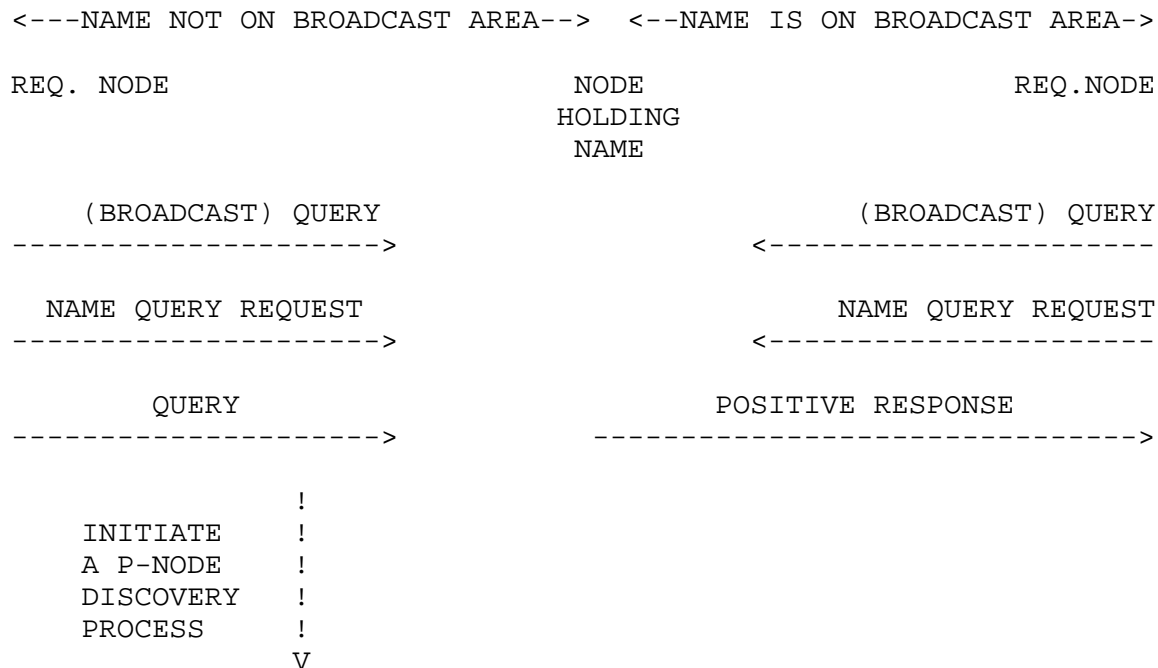 <---NAME NOT ON BROADCAST AREA--> <--NAME IS ON BROADCAST AREA->
REQ. NODE NODE REQ.NODE
HOLDING
NAME
(BROADCAST) QUERY (BROADCAST) QUERY
---------------------> <----------------------
NAME QUERY REQUEST NAME QUERY REQUEST
---------------------> <----------------------
QUERY POSITIVE RESPONSE
---------------------> ------------------------------->
!
INITIATE !
A P-NODE !
DISCOVERY !
PROCESS !
V